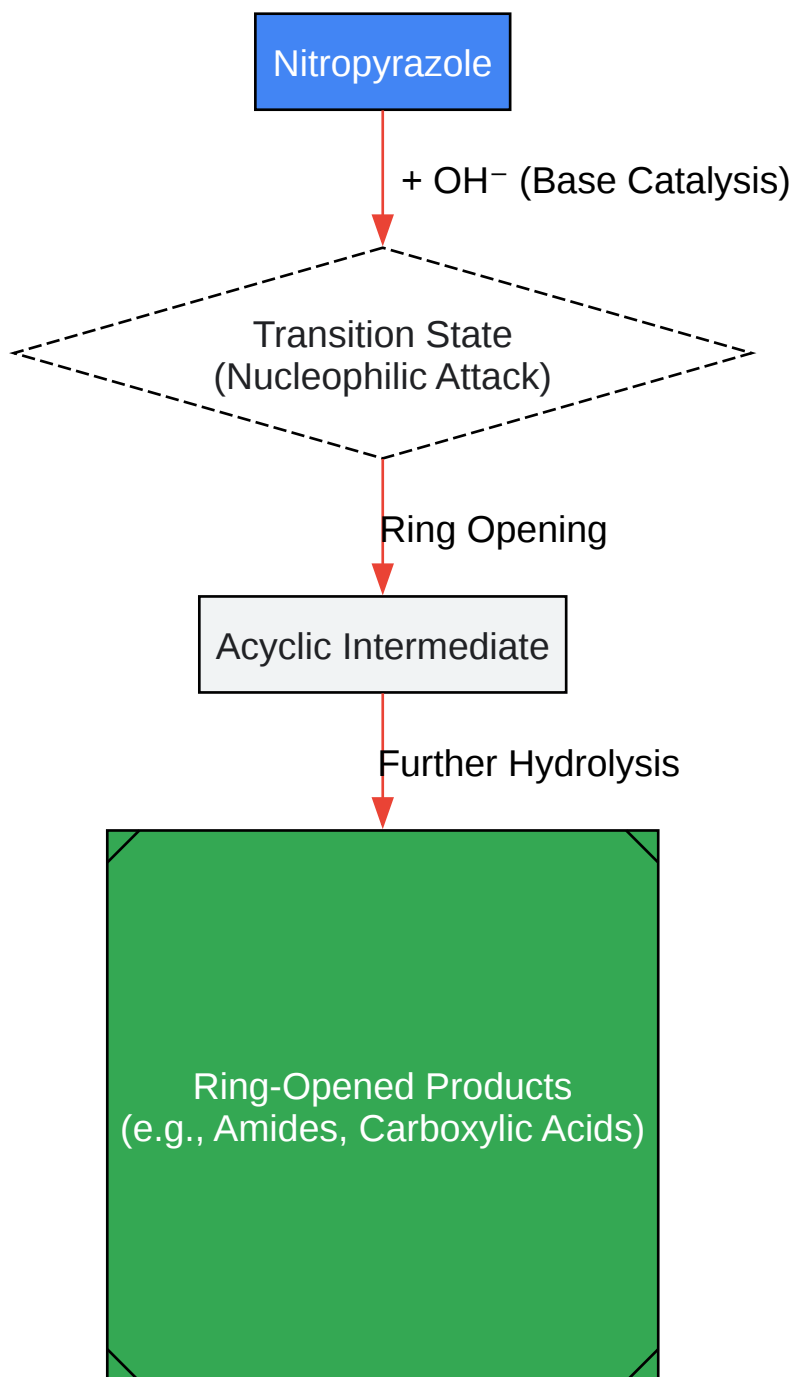 Nitropyrazole
+ OH⁻ (Base Catalysis)
Transition State
(Nucleophilic Attack)
Ring Opening
Acyclic Intermediate
Further Hydrolysis
Ring-Opened Products
(e.g., Amides, Carboxylic Acids)